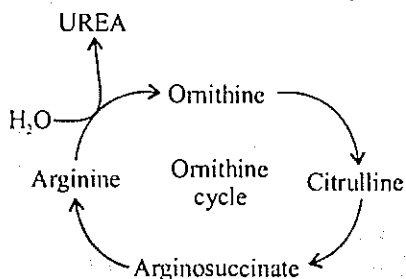 UREA
H₂O
Ornithine
Arginine
Ornithine
cycle
Citrulline
Arginosuccinate